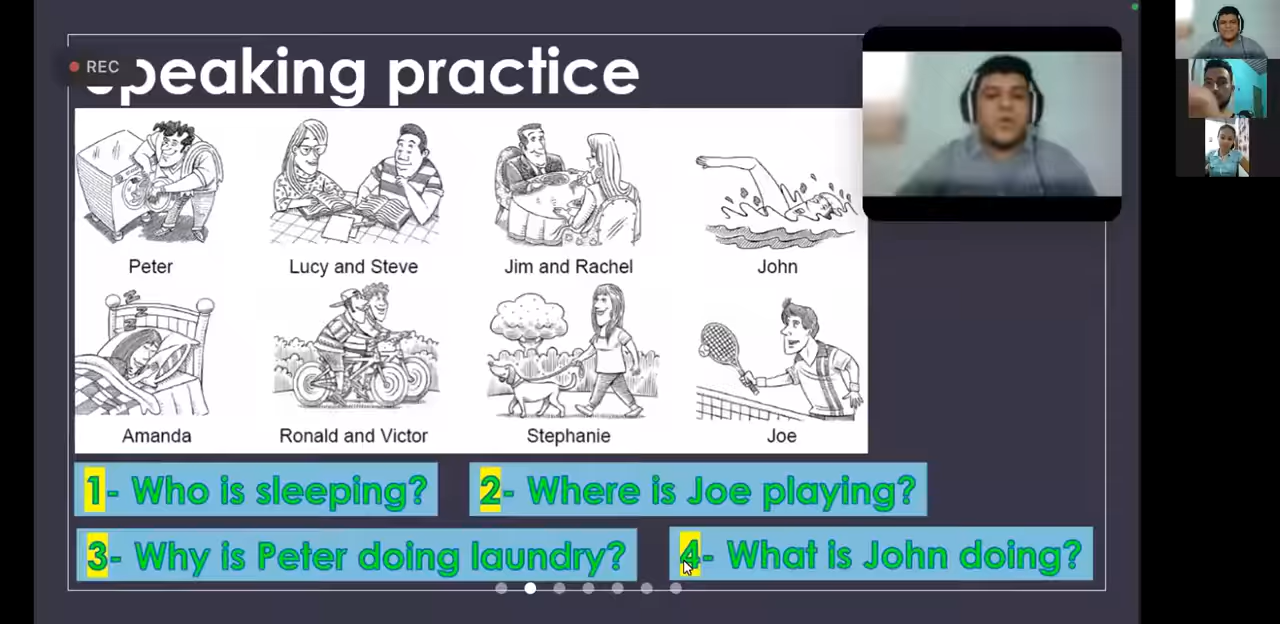 REC
peaking practice
Peter
Lucy and Steve
Jim and Rachel
John
Amanda
Ronald and Victor
Stephanie
Joe
1- Who is sleeping?
2- Where is Joe playing?
3- Why is Peter doing laundry?
4- What is John doing?